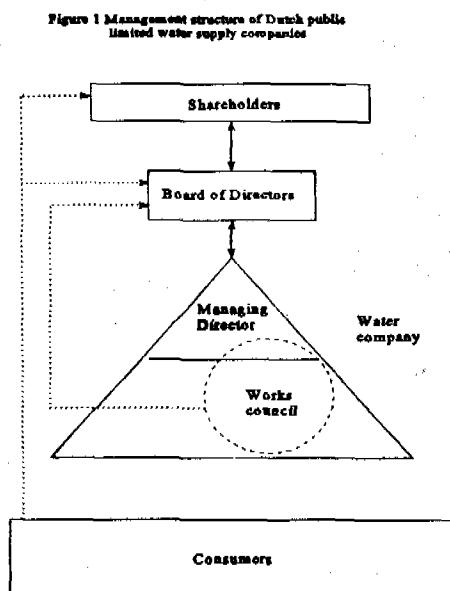 Figure 1 Management structure of Dutch public
limited water supply companies
Shareholders
Board of Directors
Managing
Director
Water
company
Works
council
Consumers